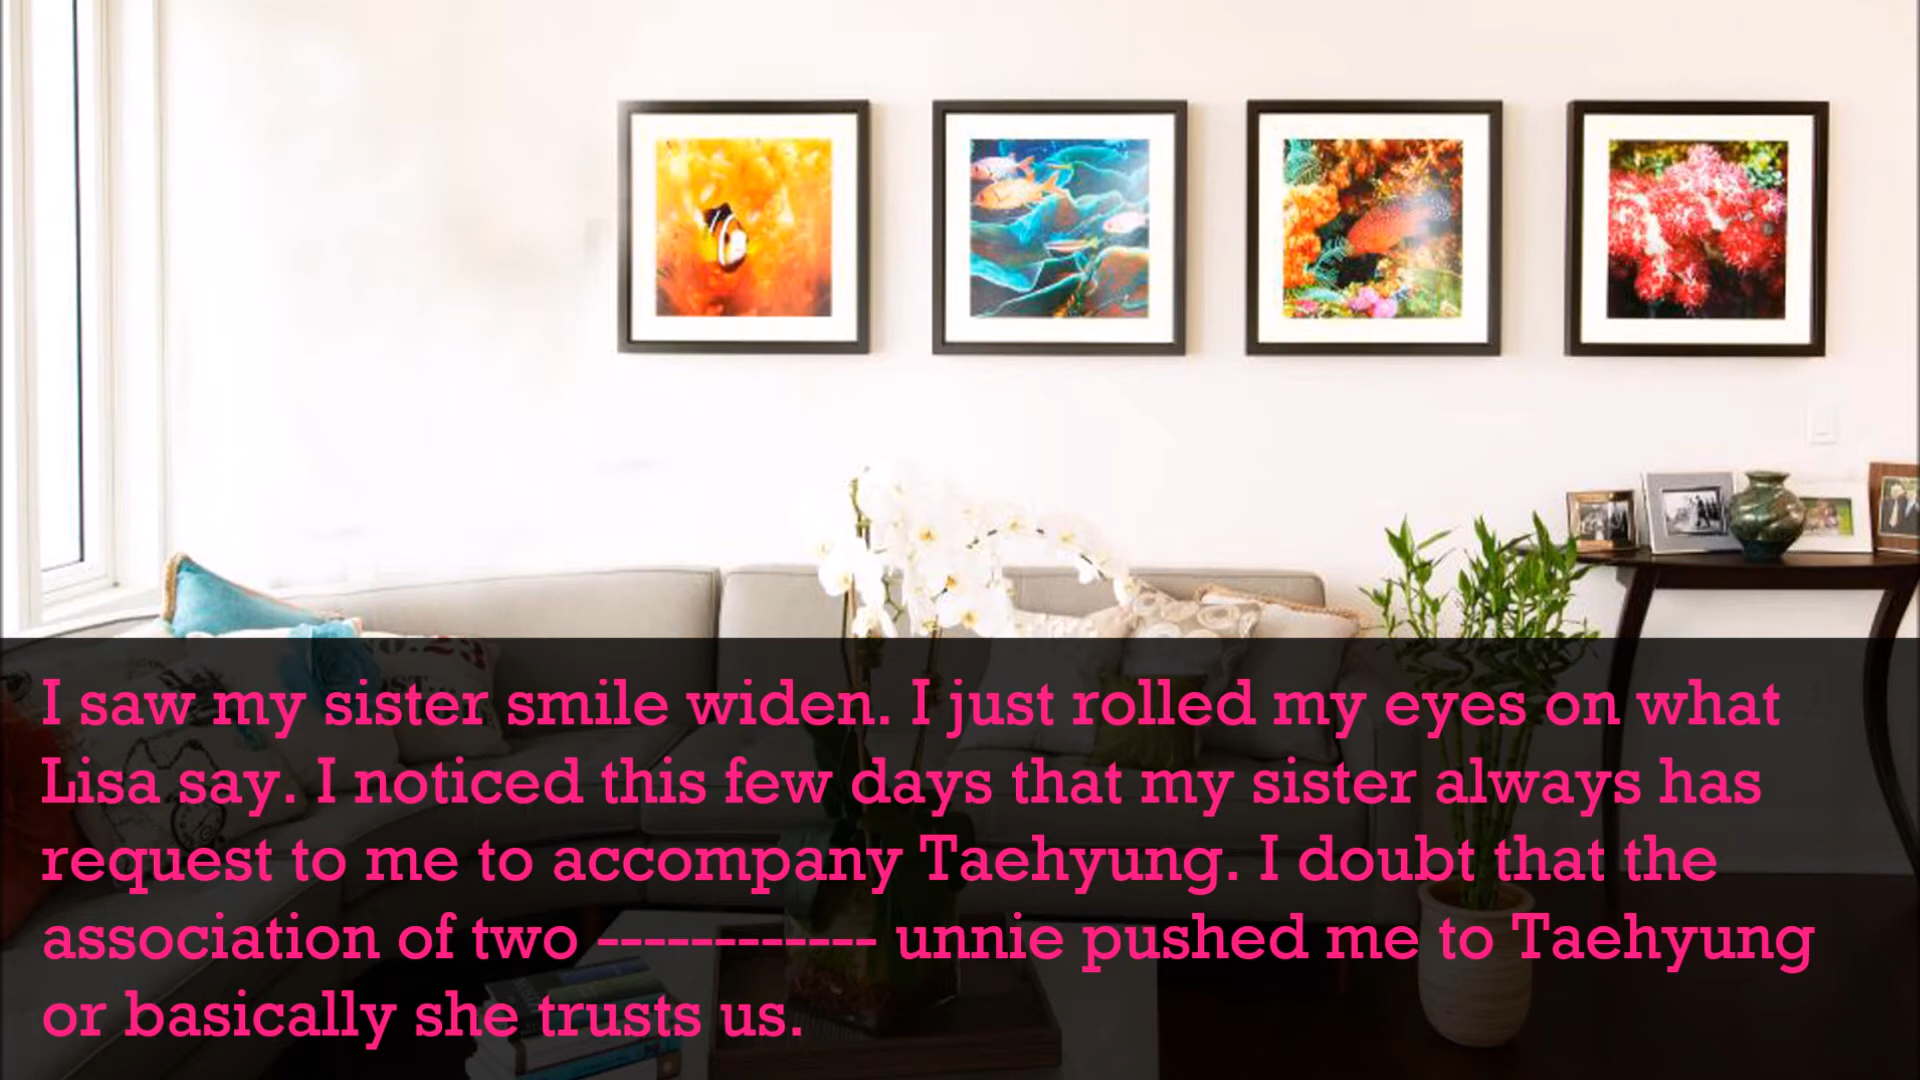 No.23
I saw my sister smile widen. I just rolled my eyes on what
Lisa say. I noticed this few days that my sister always has
request to me to accompany Taehyung. I doubt that the
association of two ------------ unnie pushed me to Taehyung
or basically she trusts us.